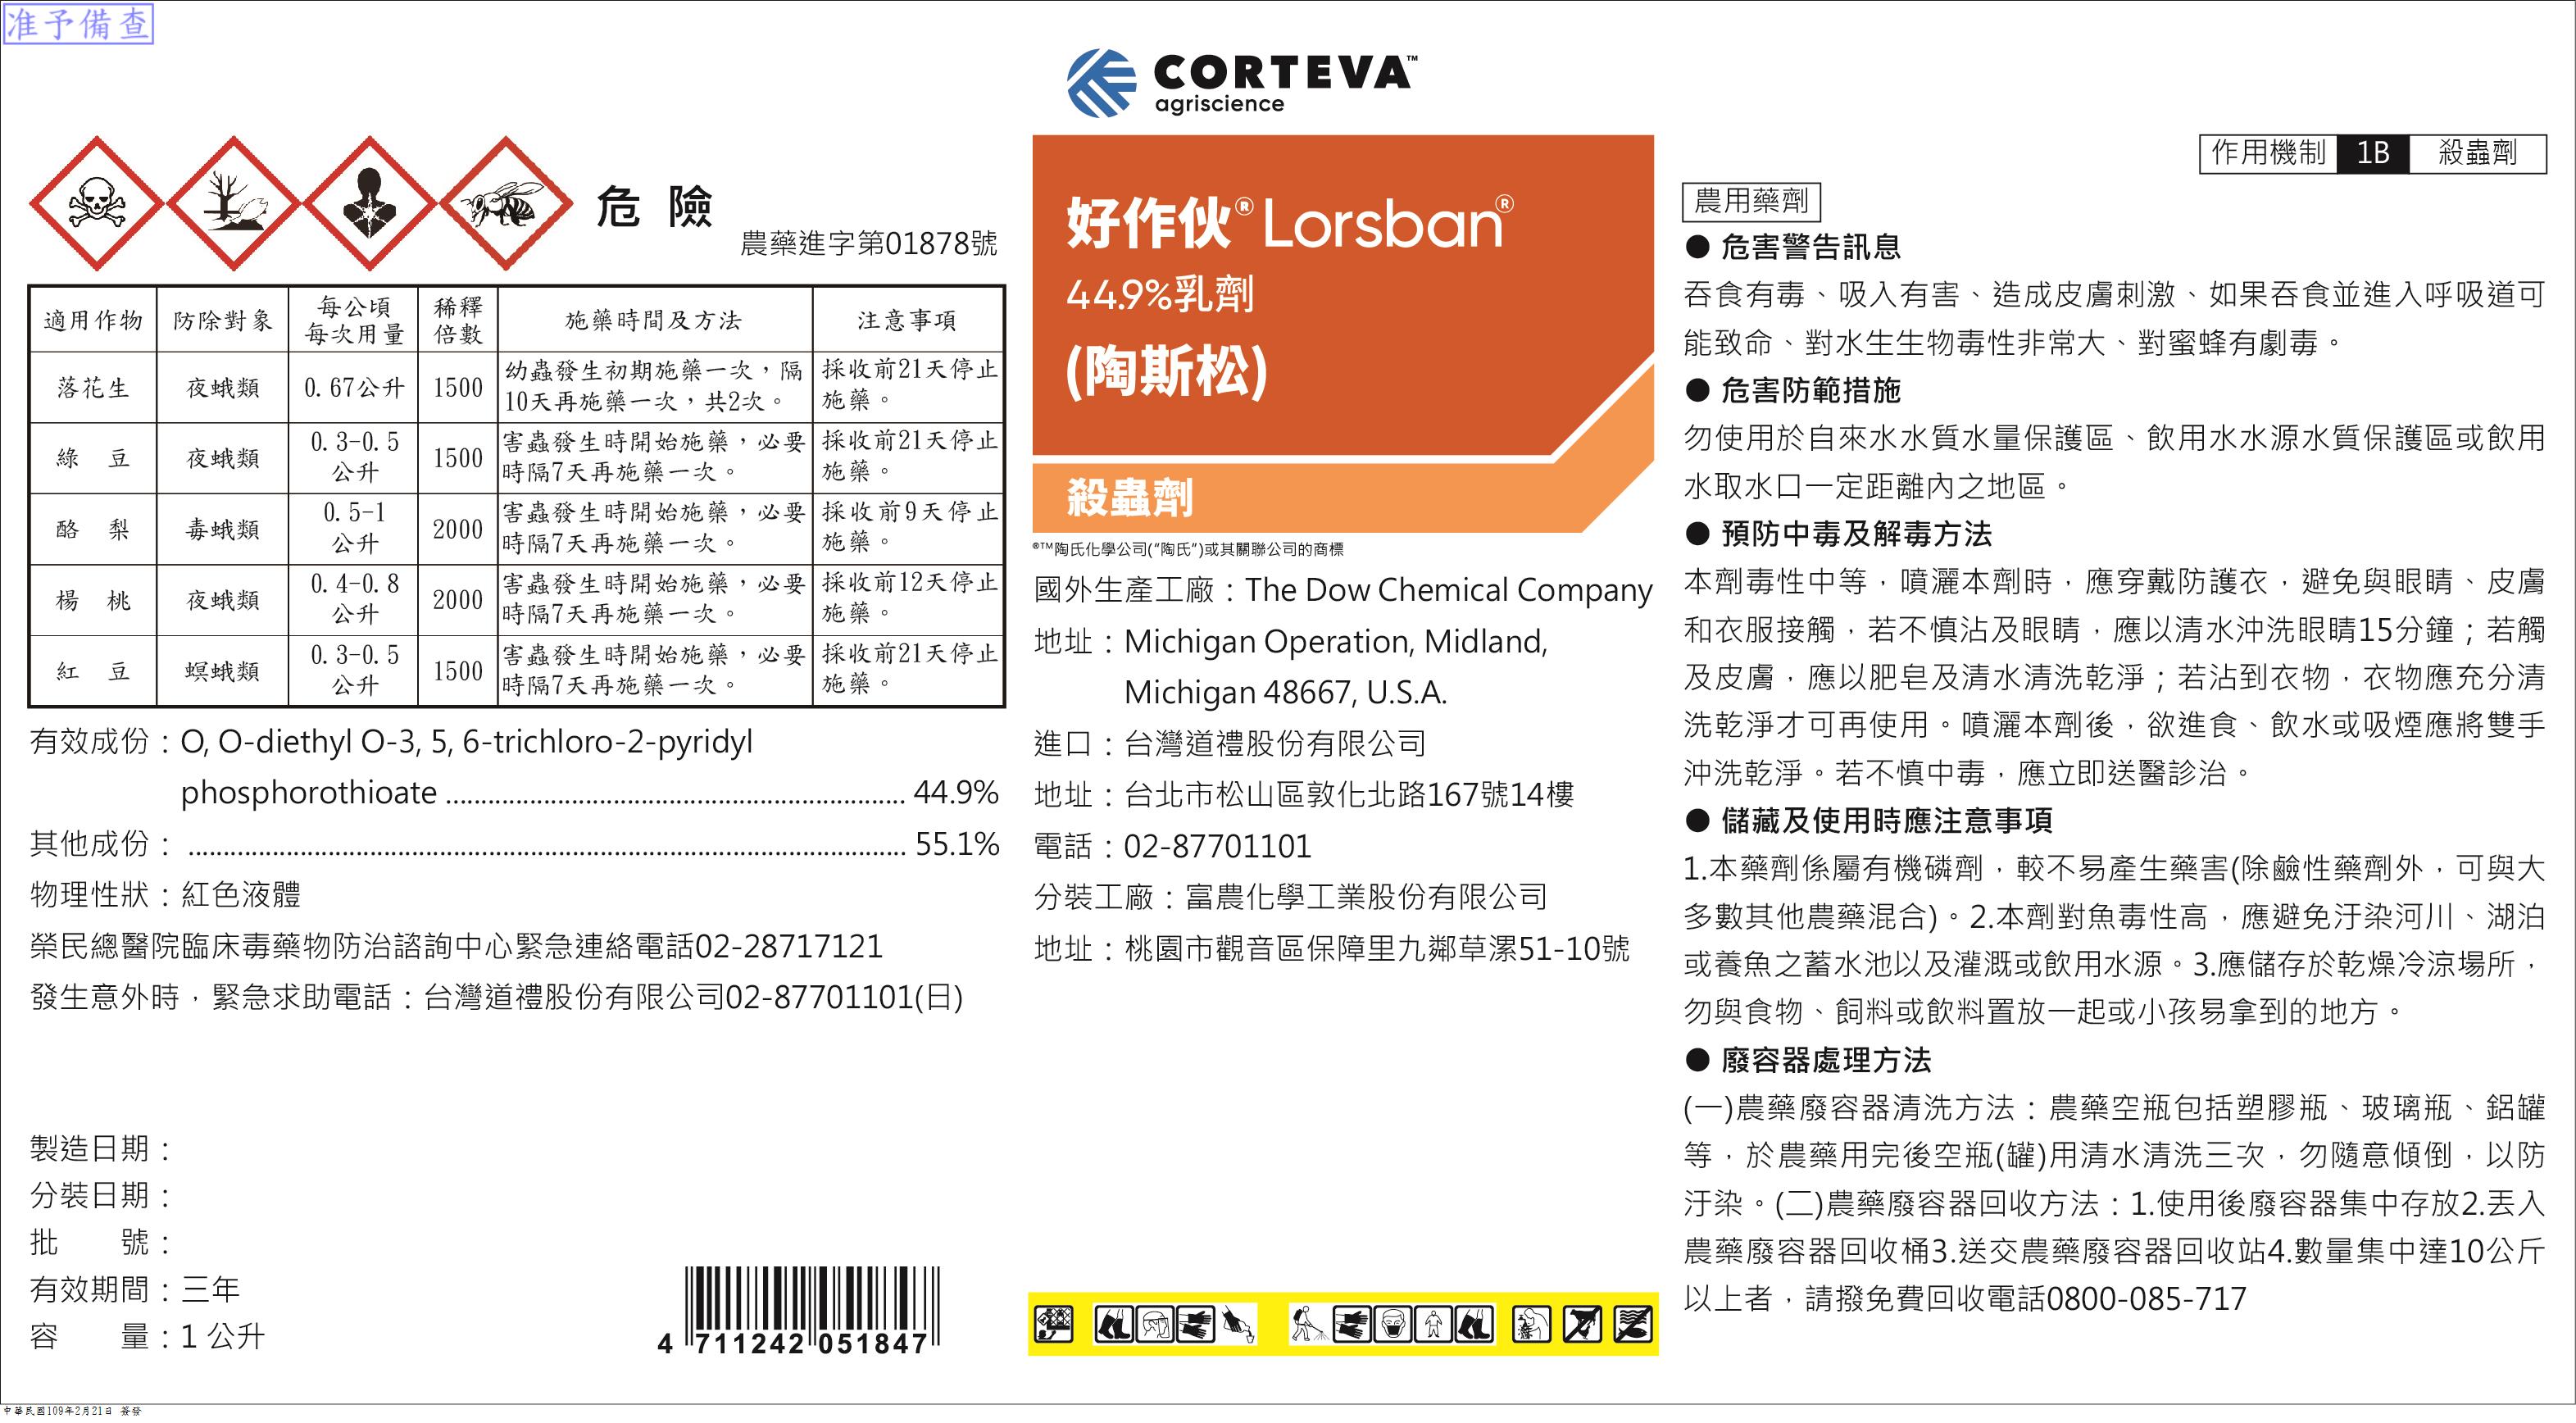 准予備查
CORTEVA™
agriscience
危 險
農藥進字第01878號
適用作物 防除對象 每公頃每次用量 稀釋倍數 施藥時間及方法 注意事項
落花生 夜蛾類 0.67公升 1500 幼蟲發生初期施藥一次，隔10天再施藥一次，共2次。 採收前21天停止施藥。
綠 豆 夜蛾類 0.3-0.5公升 1500 害蟲發生時開始施藥，必要時隔7天再施藥一次。 採收前21天停止施藥。
酪 梨 毒蛾類 0.5-1公升 2000 害蟲發生時開始施藥，必要時隔7天再施藥一次。 採收前9天停止施藥。
楊 桃 夜蛾類 0.4-0.8公升 2000 害蟲發生時開始施藥，必要時隔7天再施藥一次。 採收前12天停止施藥。
紅 豆 螟蛾類 0.3-0.5公升 1500 害蟲發生時開始施藥，必要時隔7天再施藥一次。 採收前21天停止施藥。
有效成份：O, O-diethyl O-3, 5, 6-trichloro-2-pyridyl
phosphorothioate ................................................................ 44.9%
其他成份： .................................................................................................... 55.1%
物理性狀：紅色液體
榮民總醫院臨床毒藥物防治諮詢中心緊急連絡電話02-28717121
發生意外時，緊急求助電話：台灣道禮股份有限公司02-87701101(日)
製造日期：
分裝日期：
批 號：
有效期間：三年
容 量：1 公升
4 711242 051847
好作伙® Lorsban®
44.9%乳劑
(陶斯松)
殺蟲劑
®™陶氏化學公司(“陶氏”)或其關聯公司的商標
國外生產工廠：The Dow Chemical Company
地址：Michigan Operation, Midland,
Michigan 48667, U.S.A.
進口：台灣道禮股份有限公司
地址：台北市松山區敦化北路167號14樓
電話：02-87701101
分裝工廠：富農化學工業股份有限公司
地址：桃園市觀音區保障里九鄰草漯51-10號
作用機制 1B 殺蟲劑
農用藥劑
● 危害警告訊息
吞食有毒、吸入有害、造成皮膚刺激、如果吞食並進入呼吸道可
能致命、對水生生物毒性非常大、對蜜蜂有劇毒。
● 危害防範措施
勿使用於自來水水質水量保護區、飲用水水源水質保護區或飲用
水取水口一定距離內之地區。
● 預防中毒及解毒方法
本劑毒性中等，噴灑本劑時，應穿戴防護衣，避免與眼睛、皮膚
和衣服接觸，若不慎沾及眼睛，應以清水沖洗眼睛15分鐘；若觸
及皮膚，應以肥皂及清水清洗乾淨；若沾到衣物，衣物應充分清
洗乾淨才可再使用。噴灑本劑後，欲進食、飲水或吸煙應將雙手
沖洗乾淨。若不慎中毒，應立即送醫診治。
● 儲藏及使用時應注意事項
1.本藥劑係屬有機磷劑，較不易產生藥害(除鹼性藥劑外，可與大
多數其他農藥混合)。2.本劑對魚毒性高，應避免汙染河川、湖泊
或養魚之蓄水池以及灌溉或飲用水源。3.應儲存於乾燥冷涼場所，
勿與食物、飼料或飲料置放一起或小孩易拿到的地方。
● 廢容器處理方法
(一)農藥廢容器清洗方法：農藥空瓶包括塑膠瓶、玻璃瓶、鋁罐
等，於農藥用完後空瓶(罐)用清水清洗三次，勿隨意傾倒，以防
汙染。(二)農藥廢容器回收方法：1.使用後廢容器集中存放2.丟入
農藥廢容器回收桶3.送交農藥廢容器回收站4.數量集中達10公斤
以上者，請撥免費回收電話0800-085-717
中華民國109年2月21日 簽發